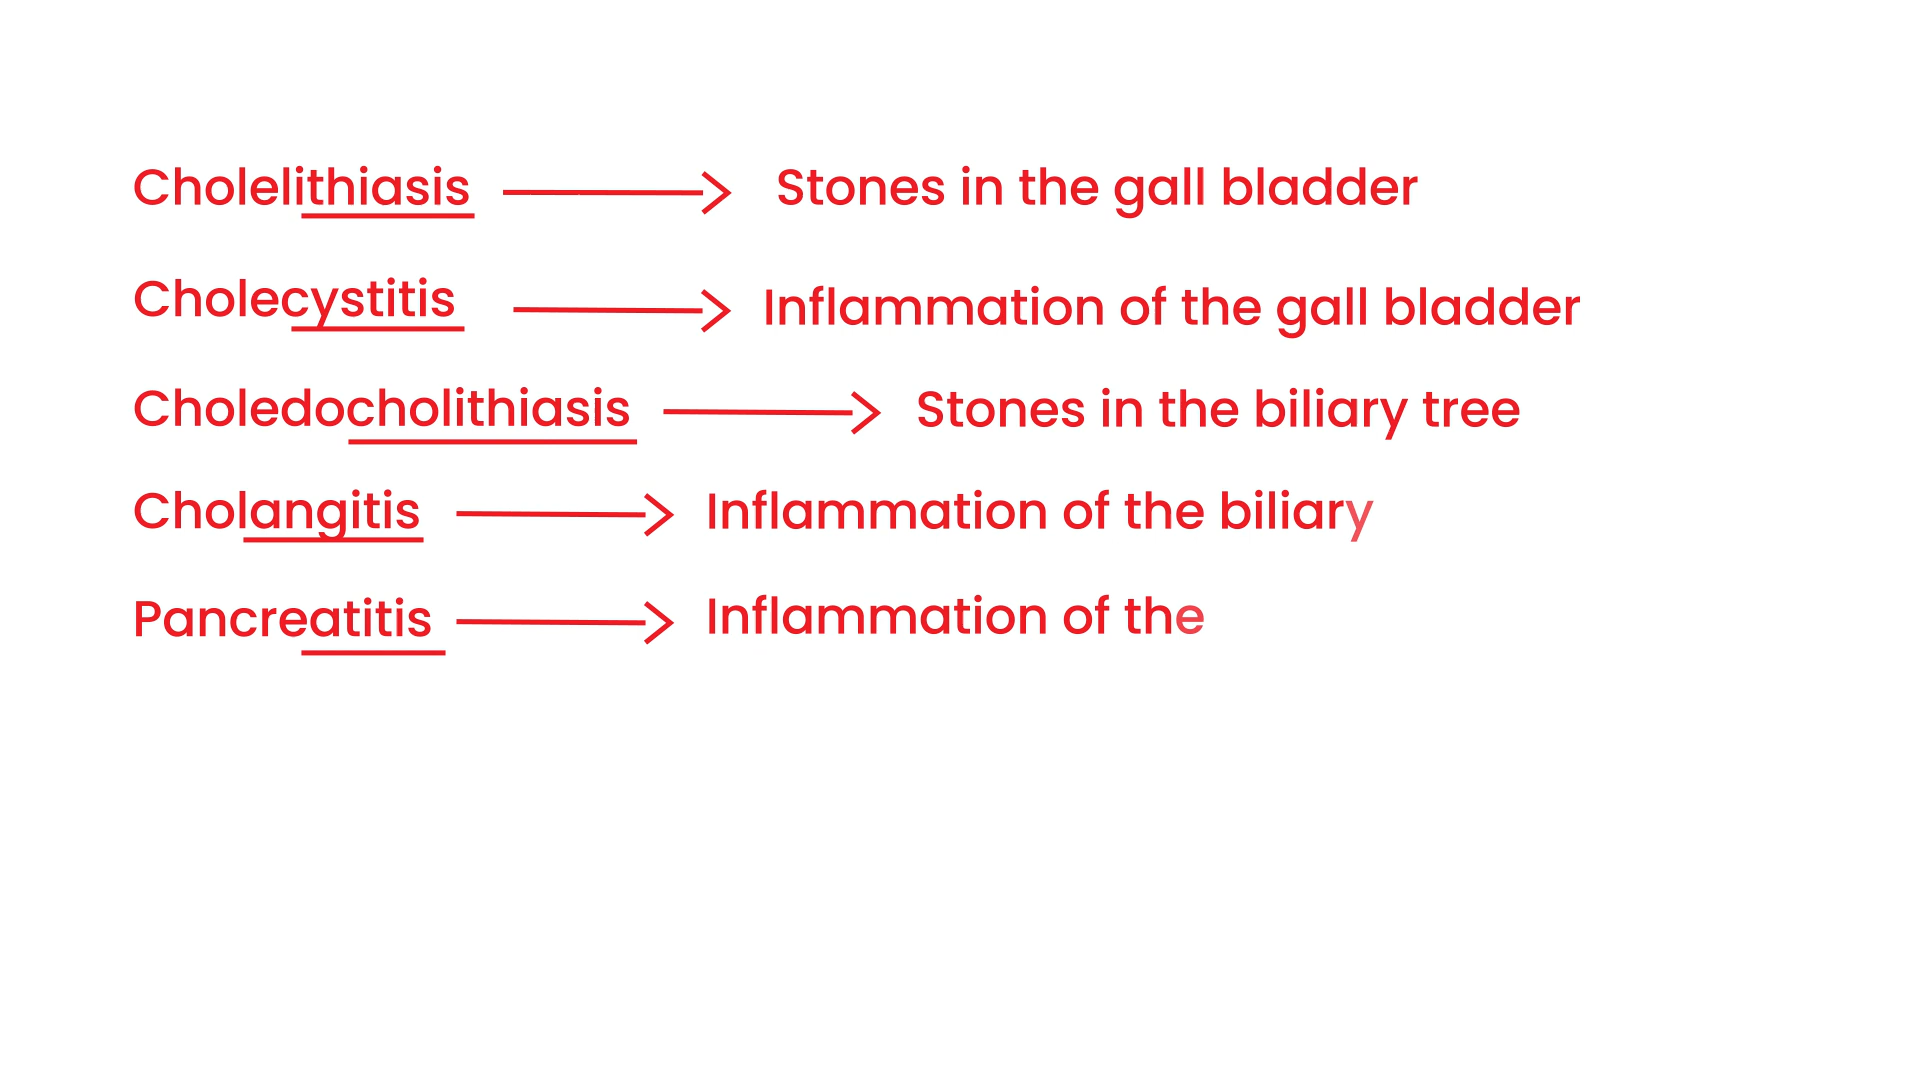 Cholelithiasis → Stones in the gall bladder
Cholecystitis → Inflammation of the gall bladder
Choledocholithiasis → Stones in the biliary tree
Cholangitis → Inflammation of the biliary
Pancreatitis → Inflammation of the